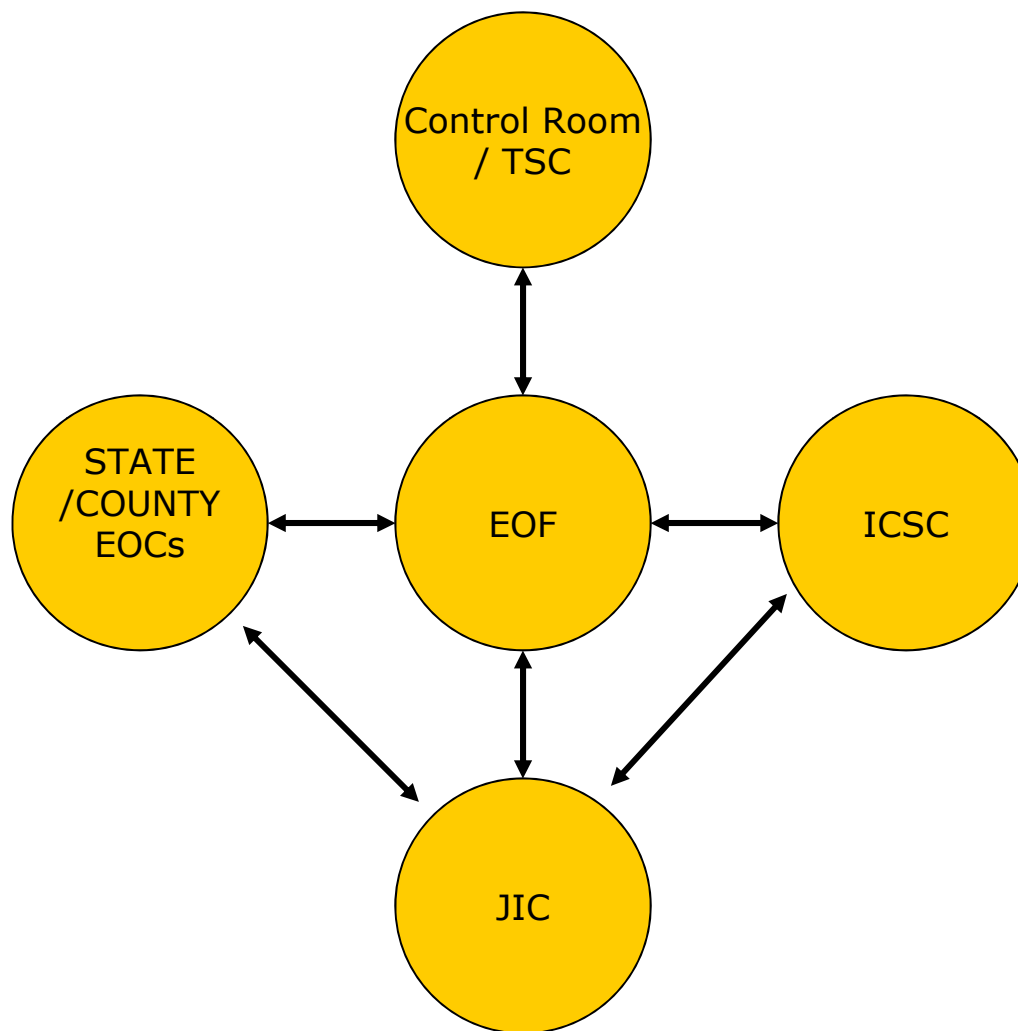 Control Room
/ TSC
STATE
/COUNTY
EOCs
EOF
ICSC
JIC